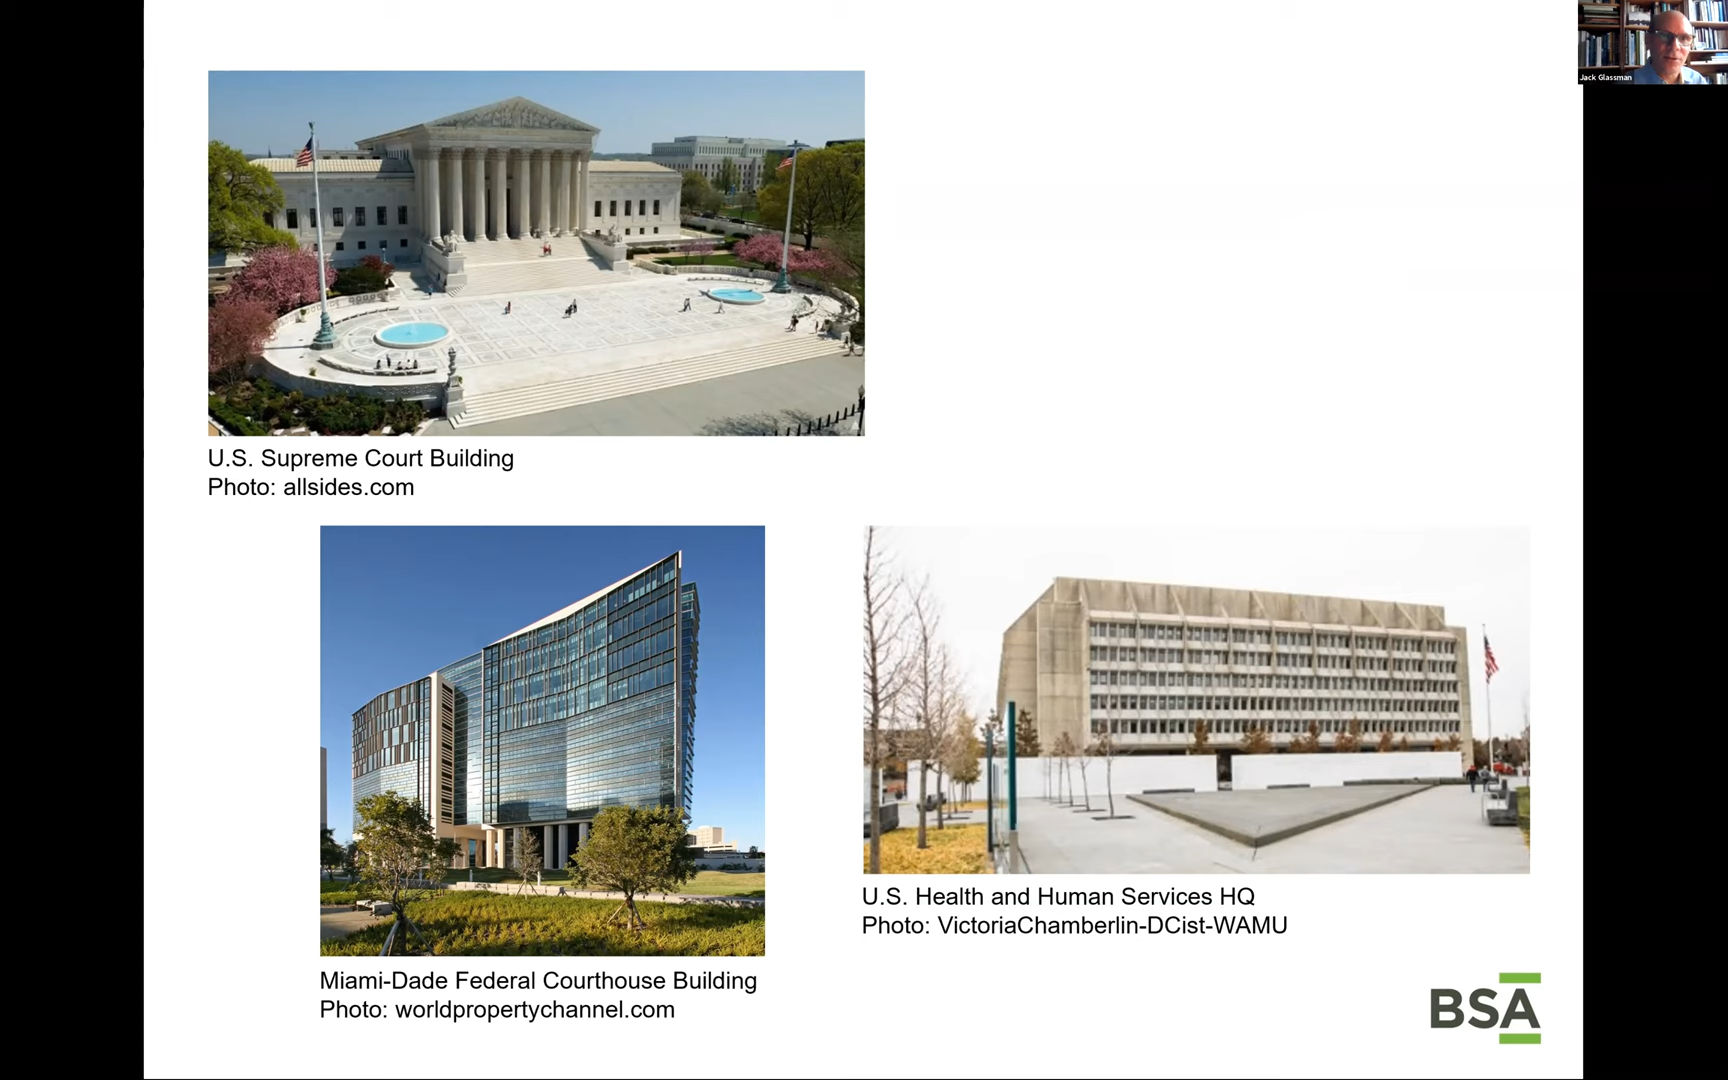 Jack Glassman
U.S. Supreme Court Building
Photo: allsides.com
U.S. Health and Human Services HQ
Photo: VictoriaChamberlin-DCist-WAMU
Miami-Dade Federal Courthouse Building
Photo: worldpropertychannel.com
BSA